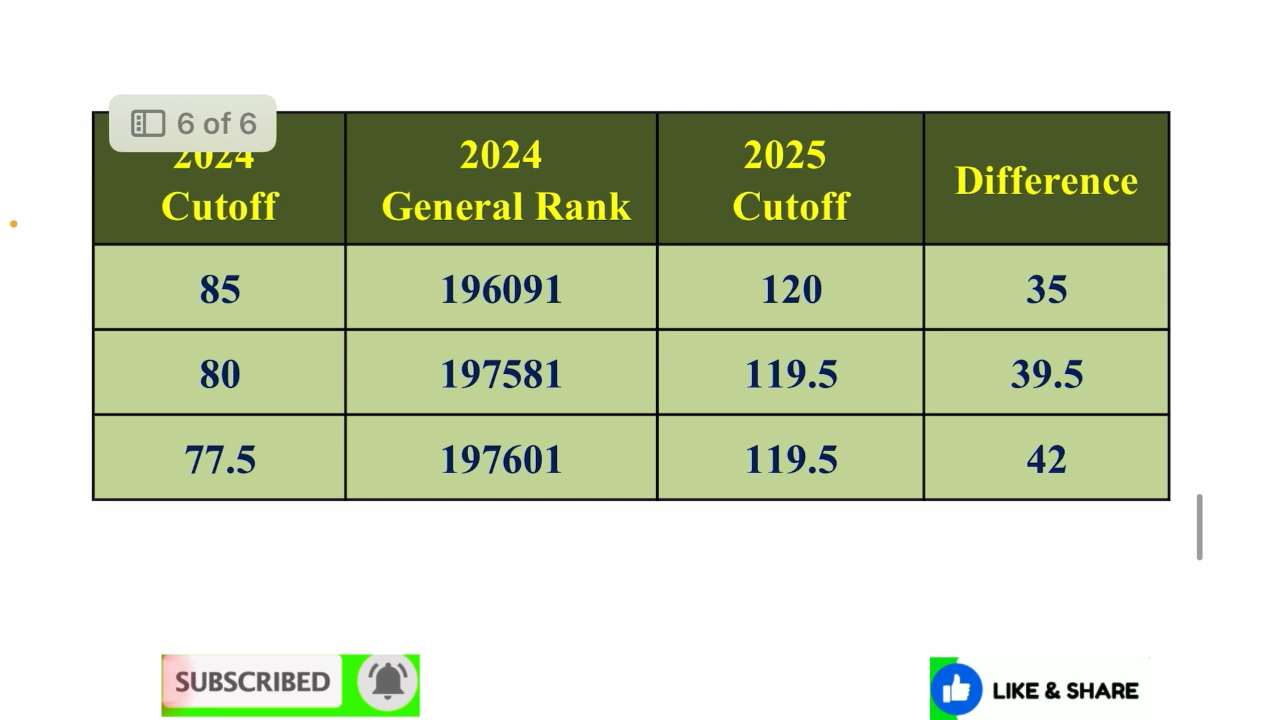 6 of 6
2024 2024 2025 Difference
Cutoff General Rank Cutoff
85 196091 120 35
80 197581 119.5 39.5
77.5 197601 119.5 42
SUBSCRIBED LIKE & SHARE